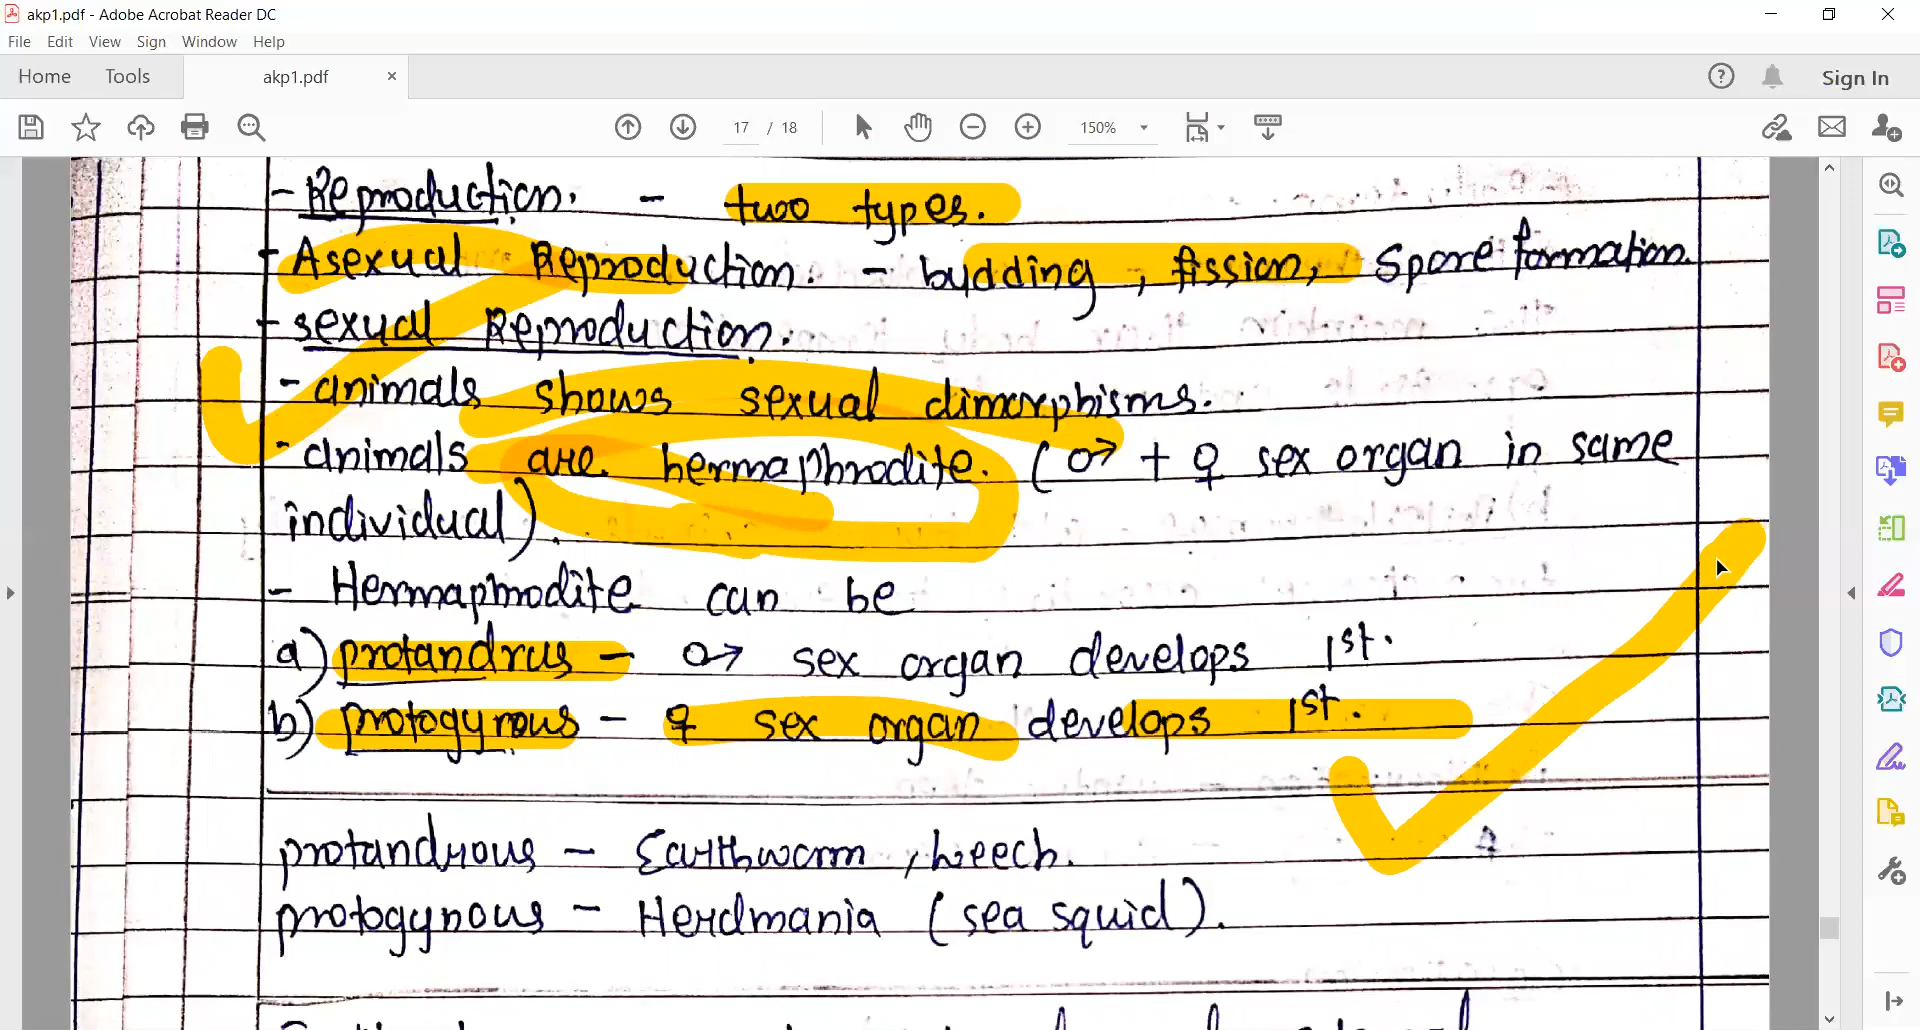 akp1.pdf - Adobe Acrobat Reader DC
File Edit View Sign Window Help
Home Tools akp1.pdf × Sign In
17 / 18 150%
- Reproduction. - two types.
- Asexual Reproduction. - budding, fission, Spore formation.
- sexual Reproduction.
- animals shows sexual dimorphisms.
- animals are hermaphrodite. (♂ + ♀ sex organ in same
individual).
- Hermaphrodite can be
a) protandrus - ♂ sex organ develops 1st.
b) protogynous - ♀ sex organ develops 1st.
protandrous - Earthworm, Leech.
protogynous - Herdmania (sea squid).